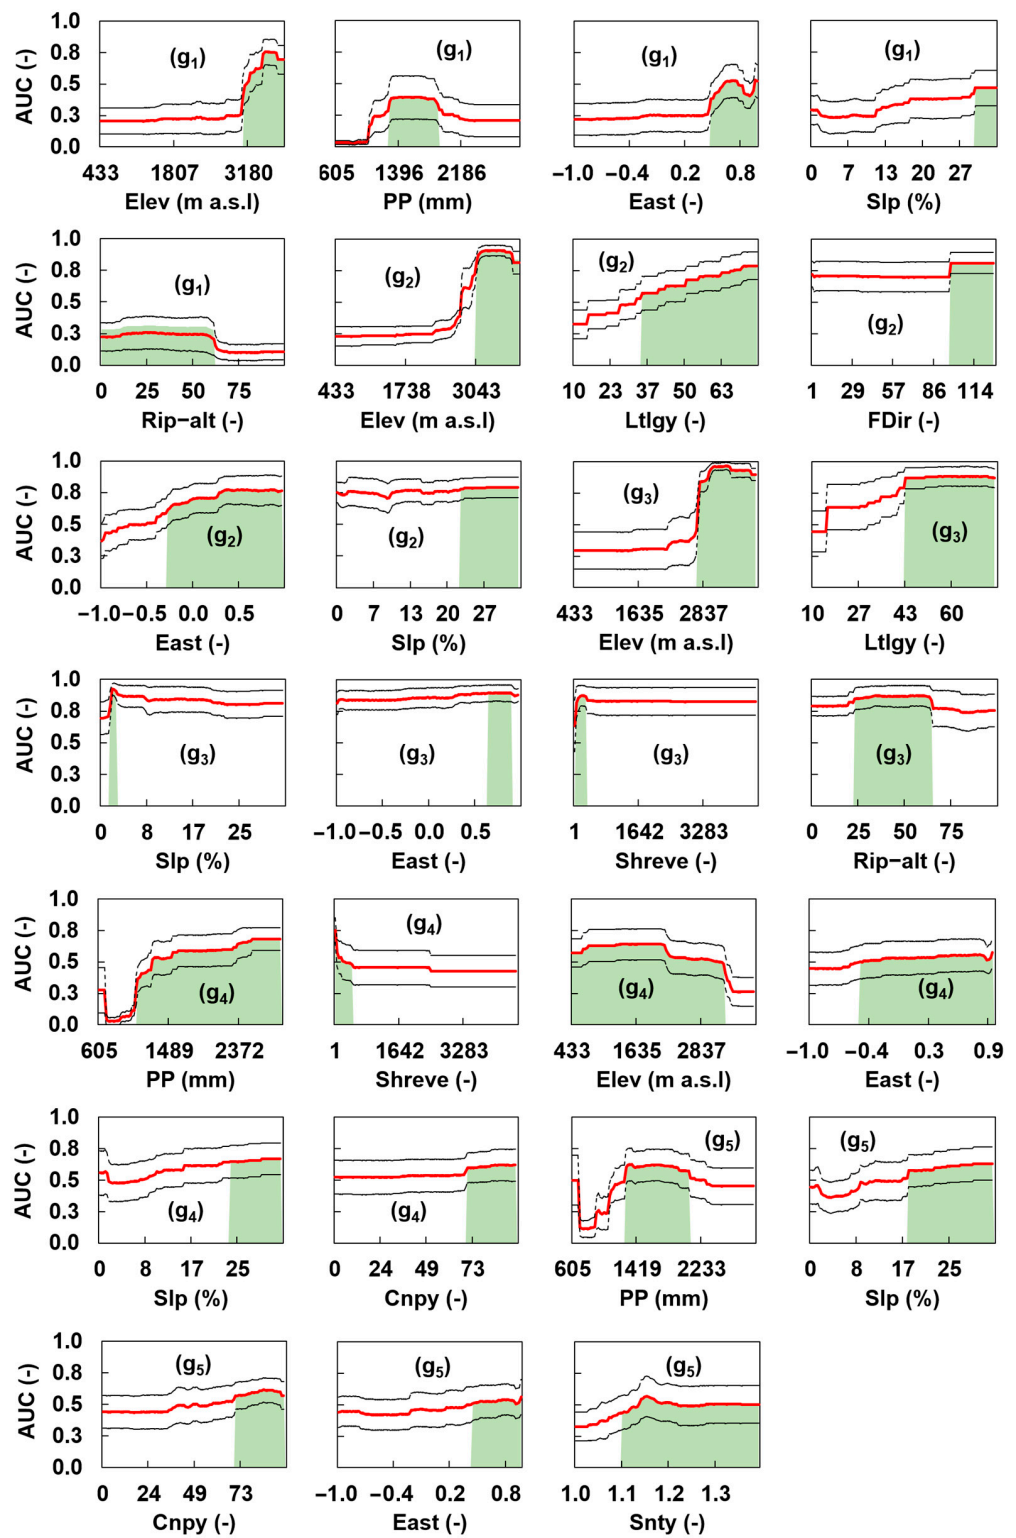 AUC (-)
1.0
0.8
0.5
0.3
0.0
(g1)
433 1807 3180
Elev (m a.s.l)
(g1)
605 1396 2186
PP (mm)
(g1)
−1.0 −0.4 0.2 0.8
East (-)
(g1)
0 7 13 20 27
Slp (%)
AUC (-)
1.0
0.8
0.5
0.3
0.0
(g1)
0 25 50 75
Rip−alt (-)
(g2)
433 1738 3043
Elev (m a.s.l)
(g2)
10 23 37 50 63
Ltlgy (-)
(g2)
1 29 57 86 114
FDir (-)
AUC (-)
1.0
0.8
0.5
0.3
0.0
(g2)
−1.0 −0.5 0.0 0.5
East (-)
(g2)
0 7 13 20 27
Slp (%)
(g3)
433 1635 2837
Elev (m a.s.l)
(g3)
10 27 43 60
Ltlgy (-)
AUC (-)
1.0
0.8
0.5
0.3
0.0
(g3)
0 8 17 25
Slp (%)
(g3)
−1.0 −0.5 0.0 0.5
East (-)
(g3)
1 1642 3283
Shreve (-)
(g3)
0 25 50 75
Rip−alt (-)
AUC (-)
1.0
0.8
0.5
0.3
0.0
(g4)
605 1489 2372
PP (mm)
(g4)
1 1642 3283
Shreve (-)
(g4)
433 1635 2837
Elev (m a.s.l)
(g4)
−1.0 −0.4 0.3 0.9
East (-)
AUC (-)
1.0
0.8
0.5
0.3
0.0
(g4)
0 8 17 25
Slp (%)
(g4)
0 24 49 73
Cnpy (-)
(g5)
605 1419 2233
PP (mm)
(g5)
0 8 17 25
Slp (%)
AUC (-)
1.0
0.8
0.5
0.3
0.0
(g5)
0 24 49 73
Cnpy (-)
(g5)
−1.0 −0.4 0.2 0.8
East (-)
(g5)
1.0 1.1 1.2 1.3
Snty (-)